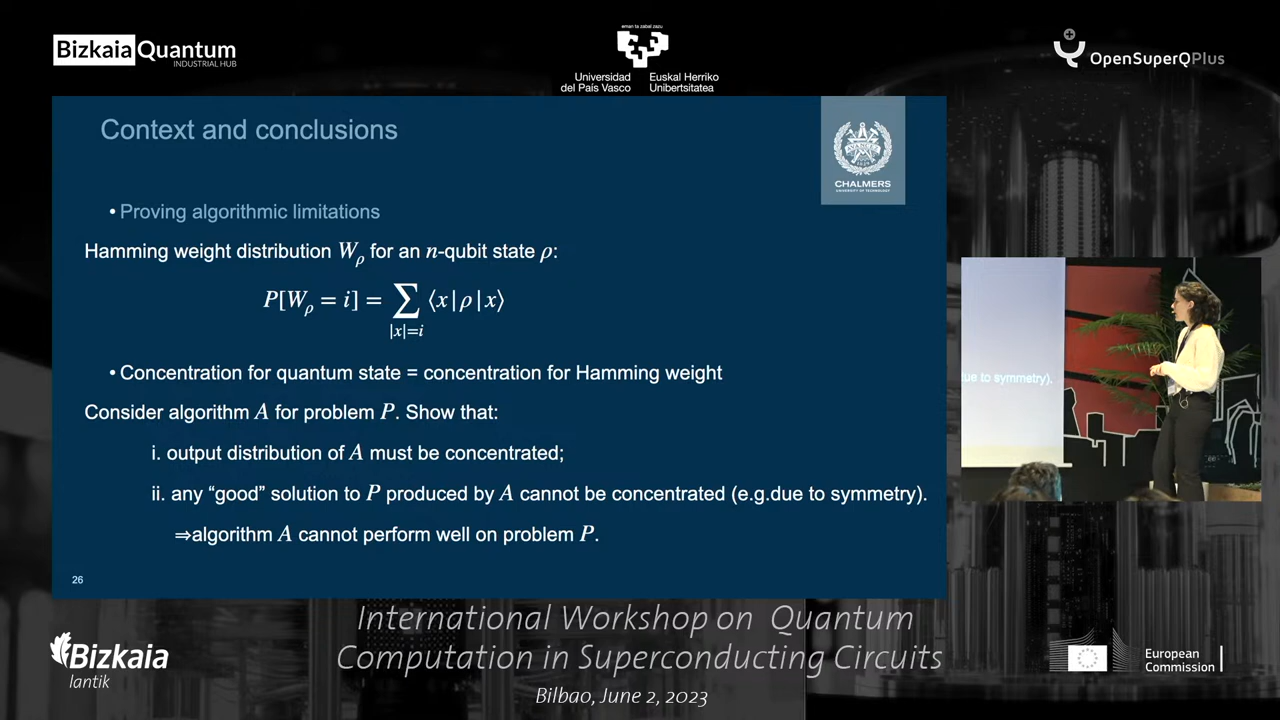 BizkaiaQuantum
INDUSTRIAL HUB
eman ta zabal zazu
Universidad del País Vasco
Euskal Herriko Unibertsitatea
OpenSuperQPlus
Context and conclusions
CHALMERS
UNIVERSITY OF TECHNOLOGY
• Proving algorithmic limitations
Hamming weight distribution W_ρ for an n-qubit state ρ:
P[W_ρ = i] = ∑_{|x|=i} ⟨x|ρ|x⟩
• Concentration for quantum state = concentration for Hamming weight
Consider algorithm A for problem P. Show that:
i. output distribution of A must be concentrated;
ii. any “good” solution to P produced by A cannot be concentrated (e.g.due to symmetry).
⇒algorithm A cannot perform well on problem P.
26
ue to symmetry).
International Workshop on Quantum
Computation in Superconducting Circuits
Bilbao, June 2, 2023
Bizkaia
lantik
European
Commission